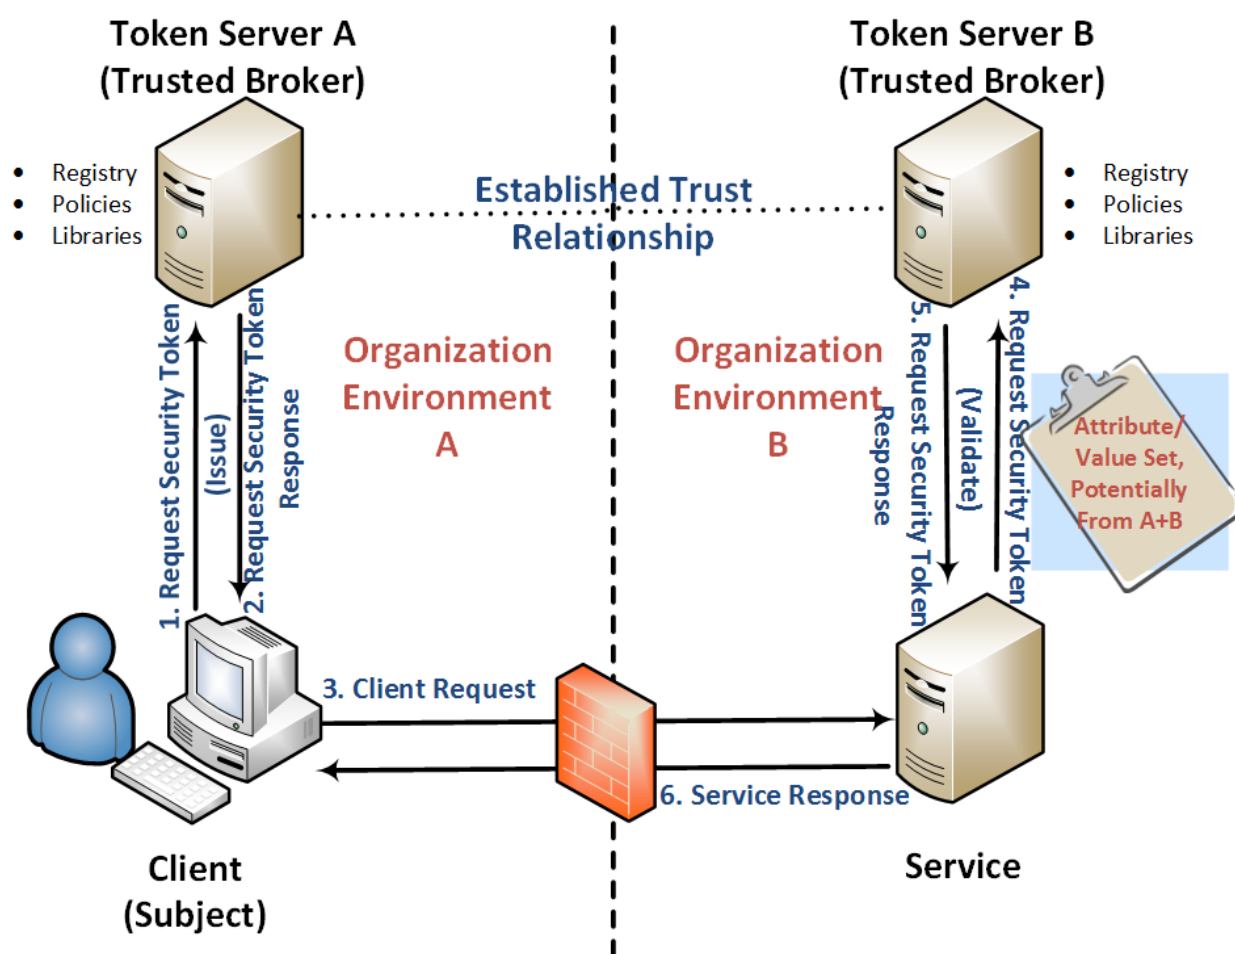 Token Server A
(Trusted Broker)
Token Server B
(Trusted Broker)
• Registry
• Policies
• Libraries
Established Trust
Relationship
• Registry
• Policies
• Libraries
1. Request Security Token
(Issue)
2. Request Security Token
Response
Organization
Environment
A
Organization
Environment
B
5. Request Security Token
Response
(Validate)
4. Request Security Token
Attribute/
Value Set,
Potentially
From A+B
3. Client Request
6. Service Response
Client
(Subject)
Service